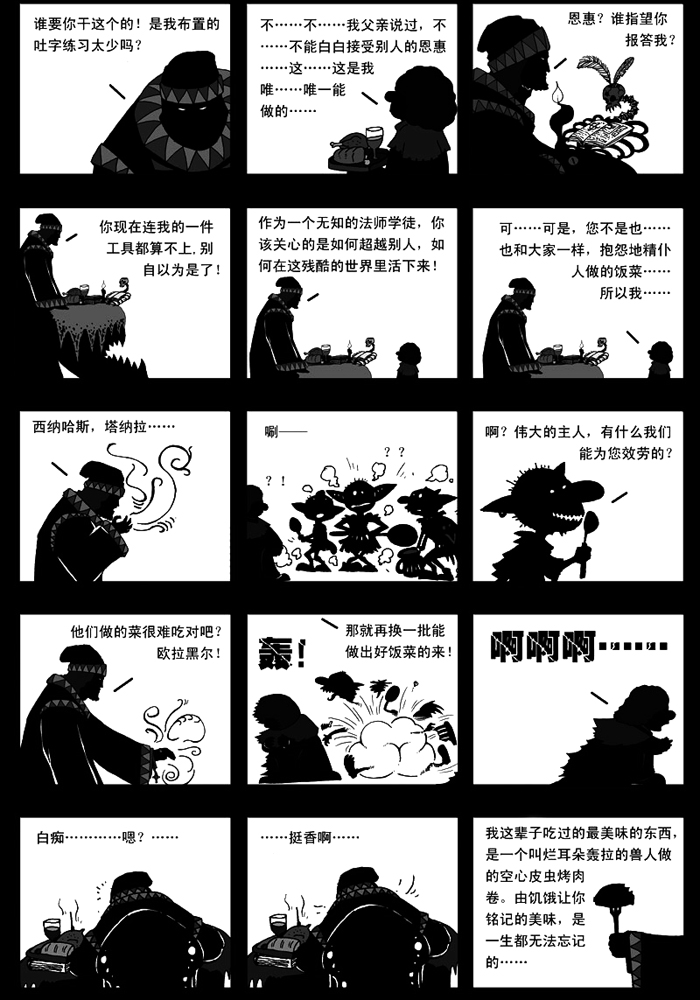 谁要你干这个的！是我布置的
吐字练习太少吗？
不……不……我父亲说过，不
……不能白白接受别人的恩惠
……这……这是我
唯……唯一能
做的……
恩惠？谁指望你
报答我？
你现在连我的一件
工具都算不上,别
自以为是了！
作为一个无知的法师学徒，你
该关心的是如何超越别人，如
何在这残酷的世界里活下来！
可……可是，您不是也……
也和大家一样，抱怨地精仆
人做的饭菜……
所以我……
西纳哈斯，塔纳拉……
唰——
？！
？？
啊？伟大的主人，有什么我们
能为您效劳的？
他们做的菜很难吃对吧？
欧拉黑尔！
轰！
那就再换一批能
做出好饭菜的来！
啊啊啊……
白痴…………嗯？……
……挺香啊……
我这辈子吃过的最美味的东西，
是一个叫烂耳朵轰拉的兽人做
的空心皮虫烤肉
卷。由饥饿让你
铭记的美味，是
一生都无法忘记
的……